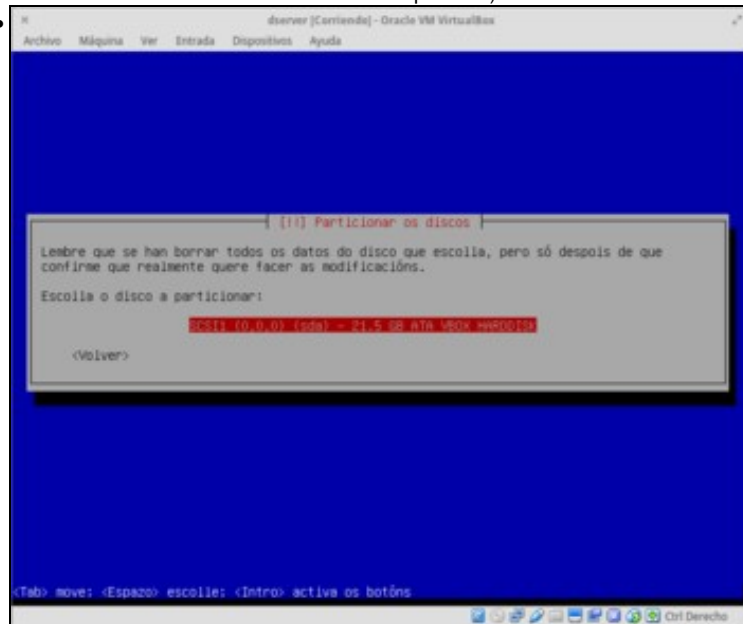 dserver [Corriendo] - Oracle VM VirtualBox
Archivo Máquina Ver Entrada Dispositivos Ayuda
[!!] Particionar os discos
Lembre que se han borrar todos os datos do disco que escolla, pero só despois de que
confirme que realmente quere facer as modificacións.
Escolla o disco a particionar:
SCSI1 (0,0,0) (sda) - 21.5 GB ATA VBOX HARDDISK
<Volver>
<Tab> move; <Espazo> escolle; <Intro> activa os botóns
Ctrl Derecho